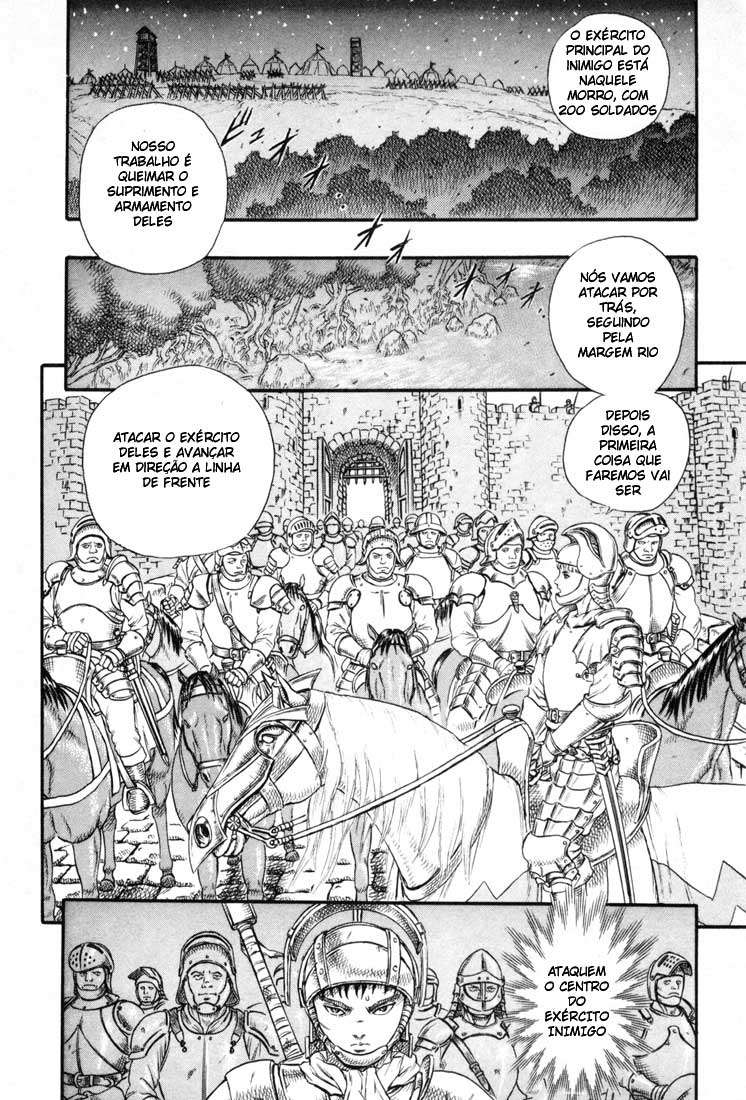 O EXÉRCITO
PRINCIPAL DO
INIMIGO ESTÁ
NAQUELE
MORRO, COM
200 SOLDADOS
NOSSO
TRABALHO É
QUEIMAR O
SUPRIMENTO E
ARMAMENTO
DELES
NÓS VAMOS
ATACAR POR
TRÁS,
SEGUINDO
PELA
MARGEM RIO
DEPOIS
DISSO, A
PRIMEIRA
COISA QUE
FAREMOS VAI
SER
ATACAR O EXÉRCITO
DELES E AVANÇAR
EM DIREÇÃO A LINHA
DE FRENTE
ATAQUEM
O CENTRO
DO
EXÉRCITO
INIMIGO